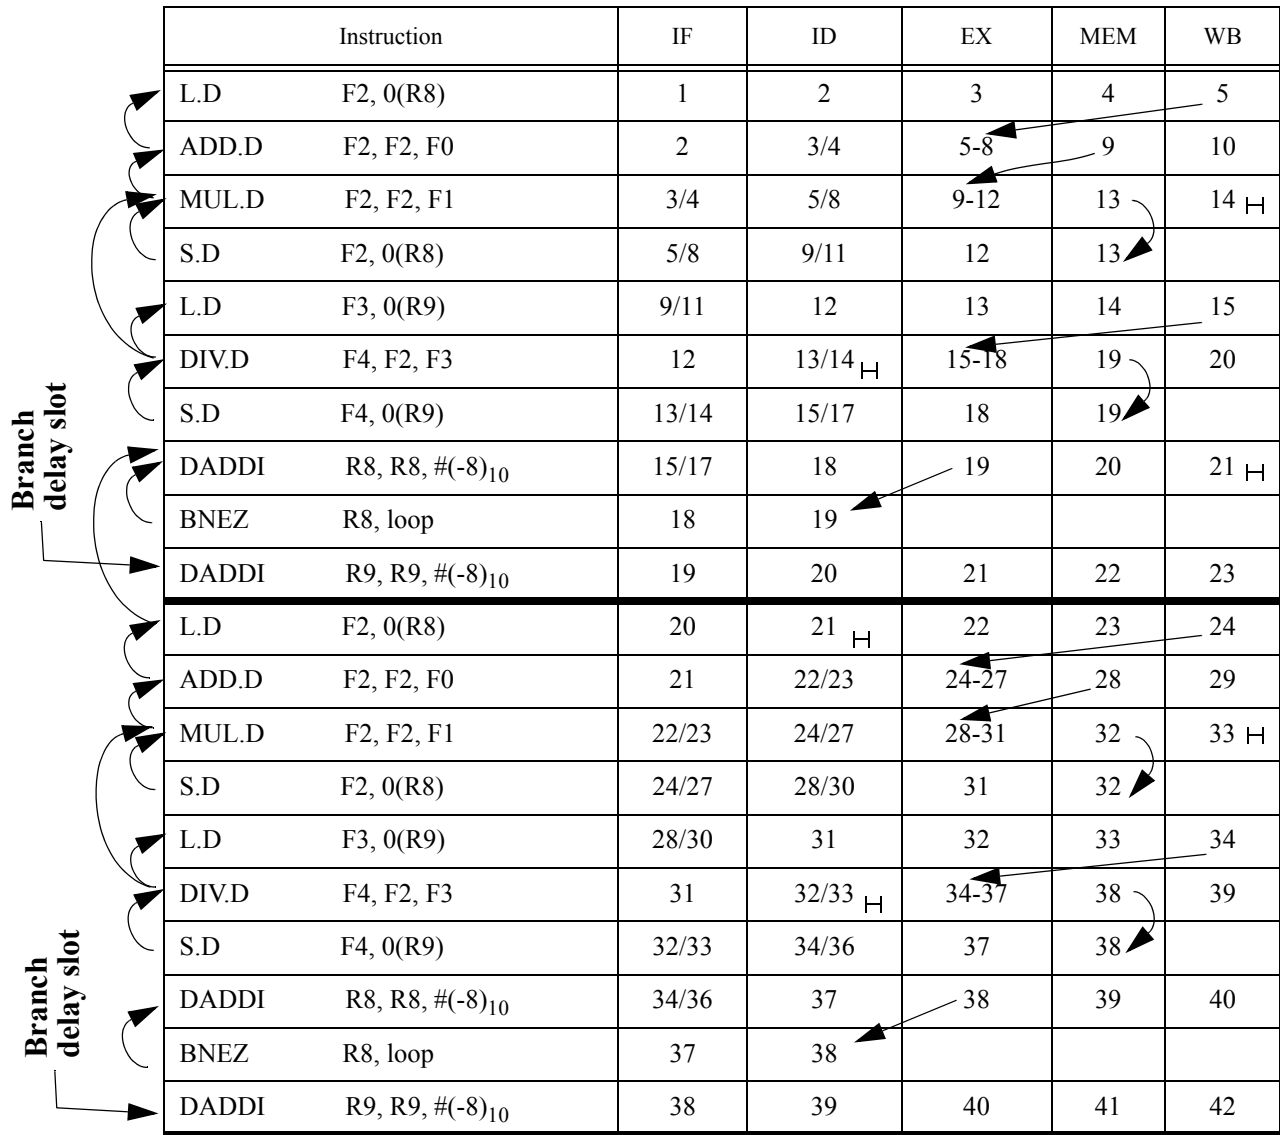 Instruction IF ID EX MEM WB
L.D F2, 0(R8) 1 2 3 4 5
ADD.D F2, F2, F0 2 3/4 5-8 9 10
MUL.D F2, F2, F1 3/4 5/8 9-12 13 14
S.D F2, 0(R8) 5/8 9/11 12 13
L.D F3, 0(R9) 9/11 12 13 14 15
DIV.D F4, F2, F3 12 13/14 15-18 19 20
S.D F4, 0(R9) 13/14 15/17 18 19
DADDI R8, R8, #(-8)10 15/17 18 19 20 21
BNEZ R8, loop 18 19
DADDI R9, R9, #(-8)10 19 20 21 22 23
Branch
delay slot
L.D F2, 0(R8) 20 21 22 23 24
ADD.D F2, F2, F0 21 22/23 24-27 28 29
MUL.D F2, F2, F1 22/23 24/27 28-31 32 33
S.D F2, 0(R8) 24/27 28/30 31 32
L.D F3, 0(R9) 28/30 31 32 33 34
DIV.D F4, F2, F3 31 32/33 34-37 38 39
S.D F4, 0(R9) 32/33 34/36 37 38
DADDI R8, R8, #(-8)10 34/36 37 38 39 40
BNEZ R8, loop 37 38
DADDI R9, R9, #(-8)10 38 39 40 41 42
Branch
delay slot